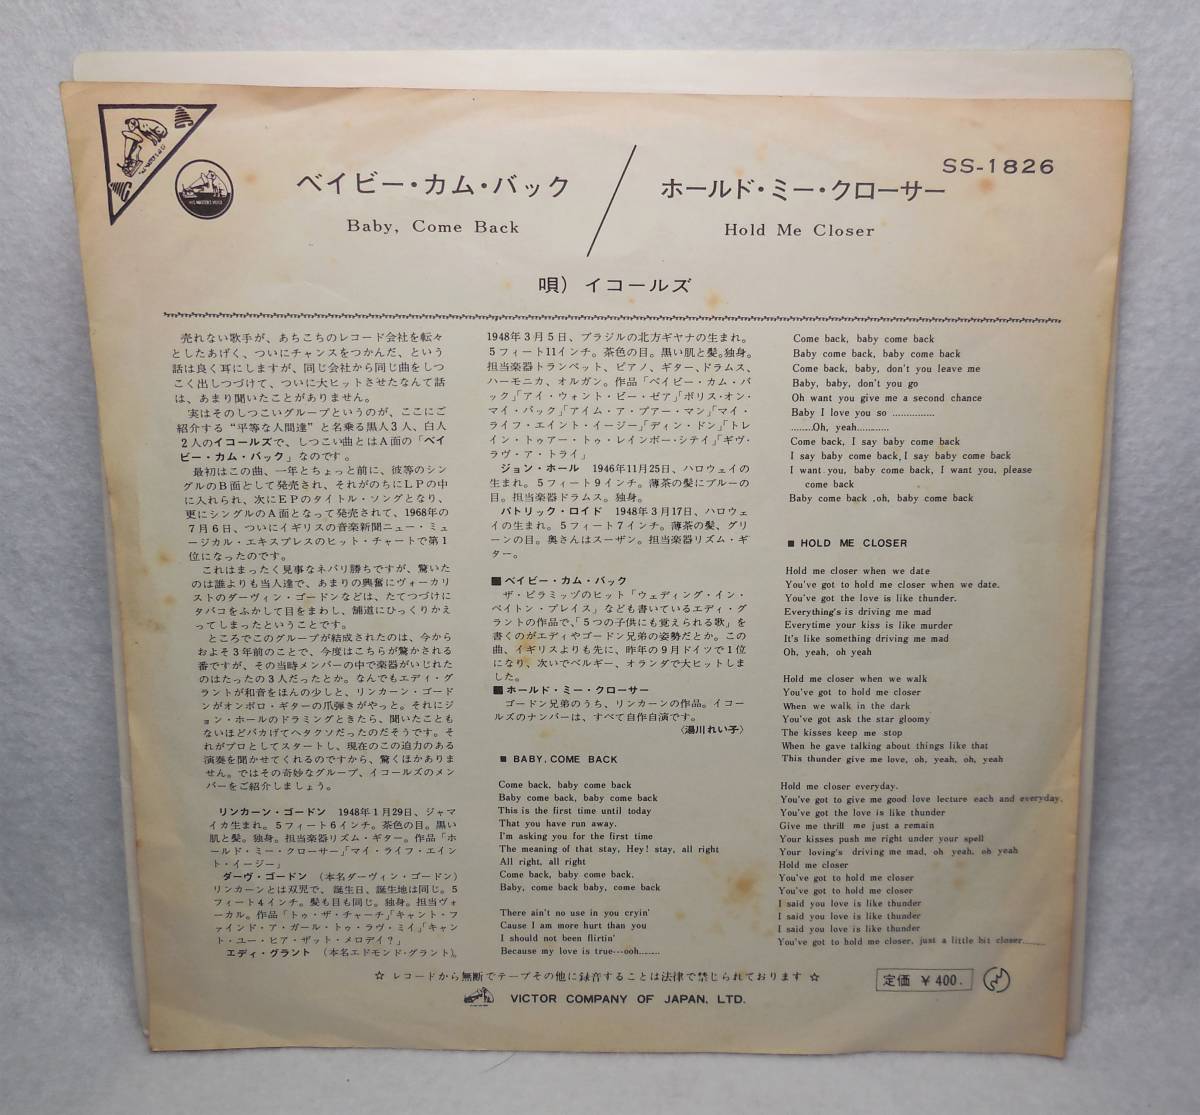 SS-1826
ベイビー・カム・バック
Baby, Come Back
ホールド・ミー・クローサー
Hold Me Closer
唄）イコールズ
売れない歌手が、あちこちのレコード会社を転々
としたあげく、ついにチャンスをつかんだ、という
話は良く耳にしますが、同じ会社から同じ曲をしつ
こく出しつづけて、ついに大ヒットさせたなんて話
は、あまり聞いたことがありません。
実はそのしつこいグループというのが、ここにご
紹介する“平等な人間達”と名乗る黒人3人、白人
2人のイコールズで、しつこい曲とはA面の「ベイ
ビー・カム・バック」なのです。
最初はこの曲、一年とちょっと前に、彼等のシン
グルのB面として発売され、それがのちにLPの中
に入れられ、次にEPのタイトル・ソングとなり、
更にシングルのA面となって発売されて、1968年の
7月6日、ついにイギリスの音楽新聞ニュー・ミュ
ージカル・エキスプレスのヒット・チャートで第1
位になったのです。
これはまったく見事なネバリ勝ちですが、驚いた
のは誰よりも当人達で、あまりの興奮にヴォーカリ
ストのダーヴィン・ゴードンなどは、たてつづけに
タバコをふかして目をまわし、舗道にひっくりかえ
ってしまったということです。
ところでこのグループが結成されたのは、今から
およそ3年前のことで、今度はこちらが驚かされる
番ですが、その当時メンバーの中で楽器がいじれた
のはたったの3人だったとか。なんでもエディ・グ
ラントが和音をほんの少しと、リンカーン・ゴード
ンがオンボロ・ギターの爪弾きがやっと。それにジ
ョン・ホールのドラミングときたら、聞いたことも
ないほどバカげてヘタクソだったのだそうです。そ
れがプロとしてスタートし、現在のこの迫力のある
演奏を聞かせてくれるのですから、驚くほかありま
せん。ではその奇妙なグループ、イコールズのメン
バーをご紹介しましょう。
リンカーン・ゴードン　1948年1月29日、ジャマ
イカ生まれ。5フィート6インチ。茶色の目。黒い
肌と髪。独身。担当楽器リズム・ギター。作品「ホ
ールド・ミー・クローサー」「マイ・ライフ・エイン
ト・イージー」
ダーヴ・ゴードン（本名ダーヴィン・ゴードン）
リンカーンとは双児で、誕生日、誕生地は同じ。5
フィート4インチ。髪も目も同じ。独身。担当ヴォ
ーカル。作品「トゥ・ザ・チャーチ」「キャント・フ
ァインド・ア・ガール・トゥ・ラヴ・ミイ」「キャ
ント・ユー・ヒア・ザット・メロデイ？」
エディ・グラント（本名エドモンド・グラント）。
1948年3月5日、ブラジルの北方ギヤナの生まれ。
5フィート11インチ。茶色の目。黒い肌と髪。独身。
担当楽器トランペット、ピアノ、ギター、ドラムス、
ハーモニカ、オルガン。作品「ベイビー・カム・バ
ック」「アイ・ウォント・ビー・ゼア」「ポリス・オン・
マイ・バック」「アイム・ア・プアー・マン」「マイ・
ライフ・エイント・イージー」「ディン・ドン」「トレ
イン・トゥアー・トゥ・レインボー・シテイ」「ギヴ・
ラヴ・ア・トライ」
ジョン・ホール　1946年11月25日、ハロウェイの
生まれ。5フィート9インチ。薄茶の髪にブルーの
目。担当楽器ドラムス。独身。
パトリック・ロイド　1948年3月17日、ハロウェ
イの生まれ。5フィート7インチ。薄茶の髪、グリ
ーンの目。奥さんはスーザン。担当楽器リズム・ギ
ター。
■ベイビー・カム・バック
ザ・ピラミッブのヒット「ウェディング・イン・
ペイトン・プレイス」なども書いているエディ・グ
ラントの作品で、「5つの子供にも覚えられる歌」を
書くのがエディやゴードン兄弟の姿勢だとか。この
曲、イギリスよりも先に、昨年の9月ドイツで1位
になり、次いでベルギー、オランダで大ヒットしま
した。
■ホールド・ミー・クローサー
ゴードン兄弟のうち、リンカーンの作品。イコー
ルズのナンバーは、すべて自作自演です。
〈湯川れい子〉
■ BABY, COME BACK
Come back, baby come back
Baby come back, baby come back
This is the first time until today
That you have run away.
I'm asking you for the first time
The meaning of that stay, Hey! stay, all right
All right, all right
Come back, baby come back.
Baby, come back baby, come back
There ain't no use in you cryin'
Cause I am more hurt than you
I should not been flirtin'
Because my love is true---ooh.......
Come back, baby come back
Baby come back, baby come back
Come back, baby, don't you leave me
Baby, baby, don't you go
Oh want you give me a second chance
Baby I love you so ...............
.........Oh, yeah............
Come back, I say baby come back
I say baby come back, I say baby come back
I want you, baby come back, I want you, please
come back
Baby come back ,oh, baby come back
■ HOLD ME CLOSER
Hold me closer when we date
You've got to hold me closer when we date.
You've got the love is like thunder.
Everything's is driving me mad
Everytime your kiss is like murder
It's like something driving me mad
Oh, yeah, oh yeah
Hold me closer when we walk
You've got to hold me closer
When we walk in the dark
You've got ask the star gloomy
The kisses keep me stop
When he gave talking about things like that
This thunder give me love, oh, yeah, oh, yeah
Hold me closer everyday.
You've got to give me good love lecture each and everyday.
You've got the love is like thunder
Give me thrill me just a remain
Your kisses push me right under your spell
Your loving's driving me mad, oh yeah, oh yeah
Hold me closer
You've got to hold me closer
You've got to hold me closer
I said you love is like thunder
I said you love is like thunder
I said you love is like thunder
You've got to hold me closer, just a little bit closer........
☆ レコードから無断でテープその他に録音することは法律で禁じられております ☆
VICTOR COMPANY OF JAPAN, LTD.
定価 ¥400.